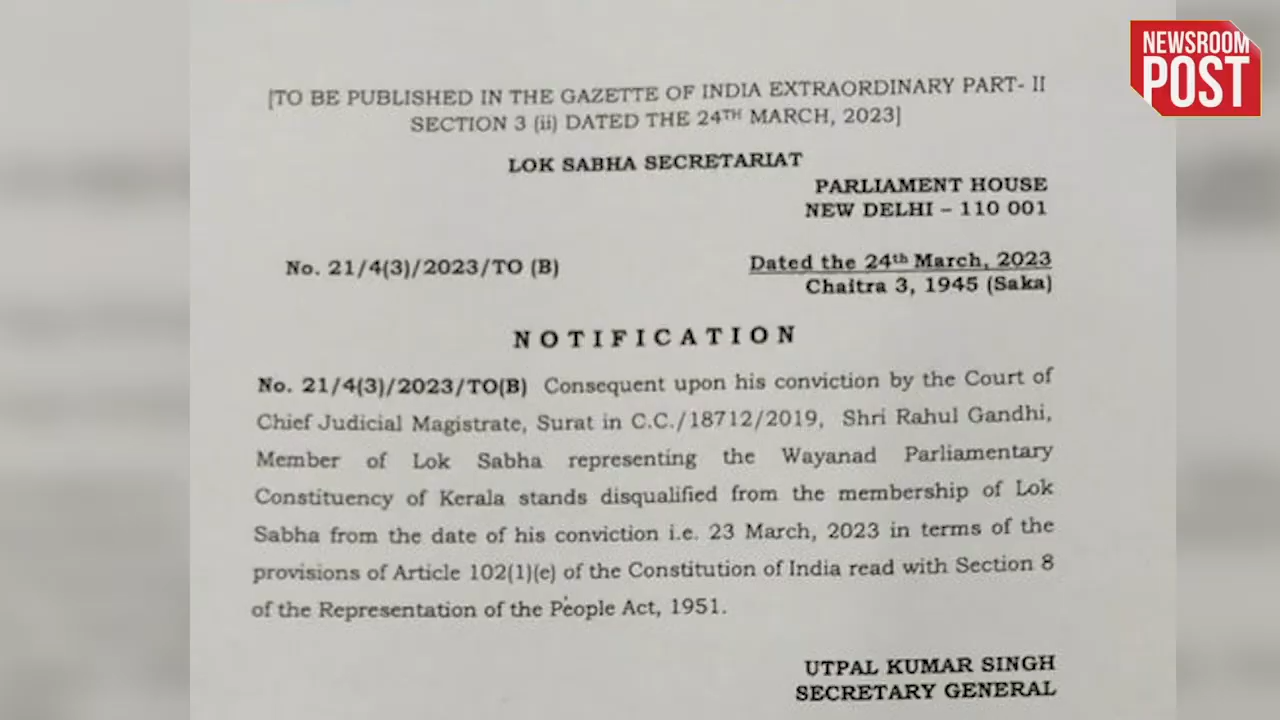 NEWSROOM
POST
[TO BE PUBLISHED IN THE GAZETTE OF INDIA EXTRAORDINARY PART- II
SECTION 3 (ii) DATED THE 24TH MARCH, 2023]
LOK SABHA SECRETARIAT
PARLIAMENT HOUSE
NEW DELHI – 110 001
No. 21/4(3)/2023/TO (B)
Dated the 24th March, 2023
Chaitra 3, 1945 (Saka)
NOTIFICATION
No. 21/4(3)/2023/TO(B) Consequent upon his conviction by the Court of
Chief Judicial Magistrate, Surat in C.C./18712/2019, Shri Rahul Gandhi,
Member of Lok Sabha representing the Wayanad Parliamentary
Constituency of Kerala stands disqualified from the membership of Lok
Sabha from the date of his conviction i.e. 23 March, 2023 in terms of the
provisions of Article 102(1)(e) of the Constitution of India read with Section 8
of the Representation of the People Act, 1951.
UTPAL KUMAR SINGH
SECRETARY GENERAL